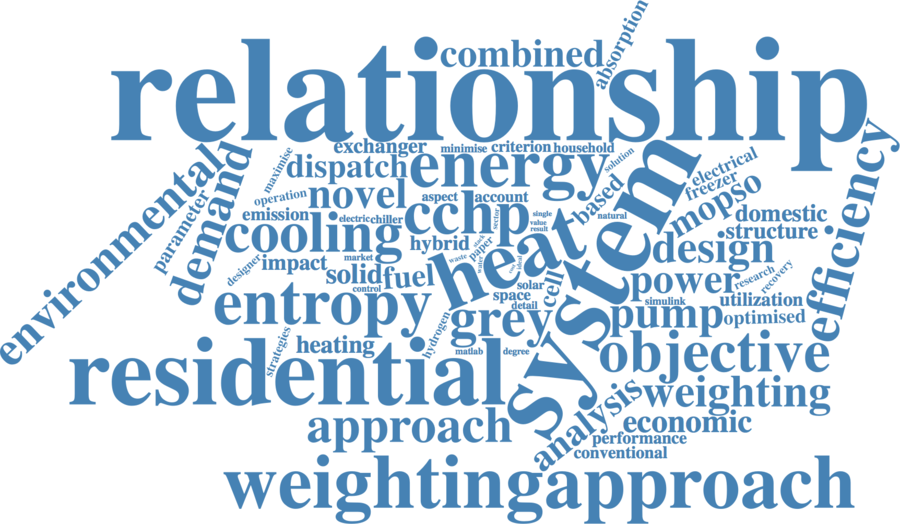 combined
absorption
relationship
exchanger
minimise
criterion
household
environmental
maximise
dispatch
energy
solution
electrical
efficiency
parameter
demand
operation
novel
aspect
account
based
freezer
emission
electric
chiller
cchp
sector
single
value
result
natural
mopso
domestic
structure
cooling
hybrid
paper
heat
system
design
designer
impact
market
solid
fuel
control
waste
water
solar
cell
power
research
recovery
space
detail
simulink
utilization
entropy
hydrogen
grey
pump
optimised
strategies
heating
matlab
degree
objective
residential
analysis
weighting
approach
economic
performance
conventional
weightingapproach